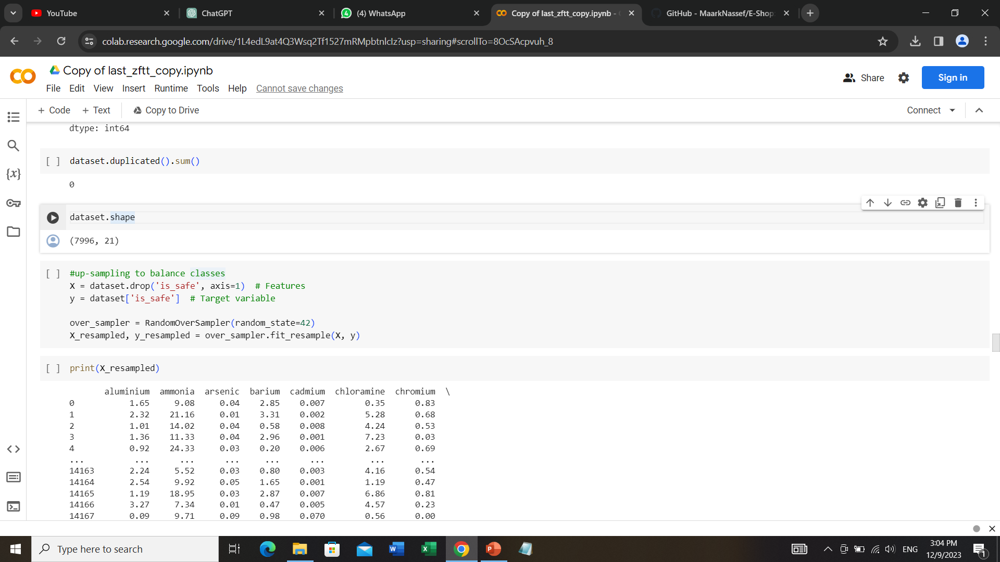 YouTube
ChatGPT
(4) WhatsApp
Copy of last_zftt_copy.ipynb -
GitHub - MaarkNassef/E-Shop
colab.research.google.com/drive/1L4edL9at4Q3Wsq2Tf1527mRMpbtnlcIz?usp=sharing#scrollTo=8OcSAcpvuh_8
Copy of last_zftt_copy.ipynb
File Edit View Insert Runtime Tools Help Cannot save changes
Share
Sign in
+ Code + Text Copy to Drive
Connect
dtype: int64
[ ] dataset.duplicated().sum()
0
dataset.shape
(7996, 21)
[ ] #up-sampling to balance classes
X = dataset.drop('is_safe', axis=1)  # Features
y = dataset['is_safe']  # Target variable
over_sampler = RandomOverSampler(random_state=42)
X_resampled, y_resampled = over_sampler.fit_resample(X, y)
[ ] print(X_resampled)
aluminium ammonia arsenic barium cadmium chloramine chromium \
0 1.65 9.08 0.04 2.85 0.007 0.35 0.83
1 2.32 21.16 0.01 3.31 0.002 5.28 0.68
2 1.01 14.02 0.04 0.58 0.008 4.24 0.53
3 1.36 11.33 0.04 2.96 0.001 7.23 0.03
4 0.92 24.33 0.03 0.20 0.006 2.67 0.69
... ... ... ... ... ... ... ...
14163 2.24 5.52 0.03 0.80 0.003 4.16 0.54
14164 2.54 9.92 0.05 1.65 0.001 1.19 0.47
14165 1.19 18.95 0.03 2.87 0.007 6.86 0.81
14166 3.27 7.34 0.01 0.47 0.005 4.57 0.23
14167 0.09 9.71 0.09 0.98 0.070 0.56 0.00
Type here to search
ENG
3:04 PM
12/9/2023
1